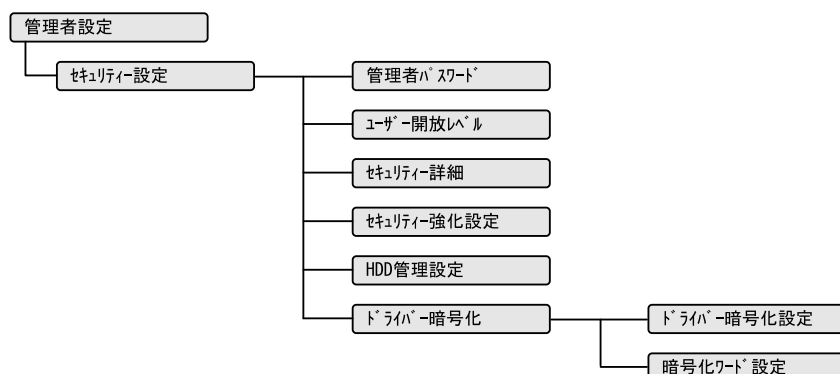 管理者設定
ｾｷｭﾘﾃｨｰ設定
管理者ﾊﾟｽﾜｰﾄﾞ
ﾕｰｻﾞｰ開放ﾚﾍﾞﾙ
ｾｷｭﾘﾃｨｰ詳細
ｾｷｭﾘﾃｨｰ強化設定
HDD管理設定
ﾄﾞﾗｲﾊﾞｰ暗号化
ﾄﾞﾗｲﾊﾞｰ暗号化設定
暗号化ﾜｰﾄﾞ設定